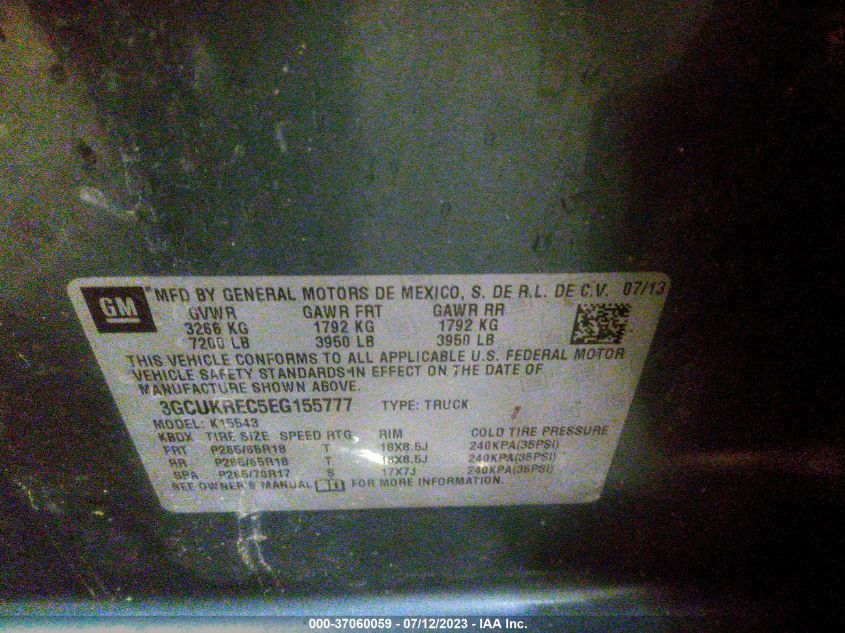 GM
MFD BY GENERAL MOTORS DE MEXICO, S. DE R.L. DE C.V. 07/13
GVWR GAWR FRT GAWR RR
3266 KG 1792 KG 1792 KG
7200 LB 3950 LB 3950 LB
THIS VEHICLE CONFORMS TO ALL APPLICABLE U.S. FEDERAL MOTOR
VEHICLE SAFETY STANDARDS IN EFFECT ON THE DATE OF
MANUFACTURE SHOWN ABOVE.
3GCUKREC5EG155777 TYPE: TRUCK
MODEL: K15543
KBDX TIRE SIZE SPEED RTG RIM COLD TIRE PRESSURE
FRT P265/65R18 T 18X8.5J 240KPA(35PSI)
RR P265/65R18 T 18X8.5J 240KPA(35PSI)
SPA P265/70R17 S 17X7J 240KPA(35PSI)
SEE OWNER'S MANUAL FOR MORE INFORMATION.
000-37060059 - 07/12/2023 - IAA Inc.